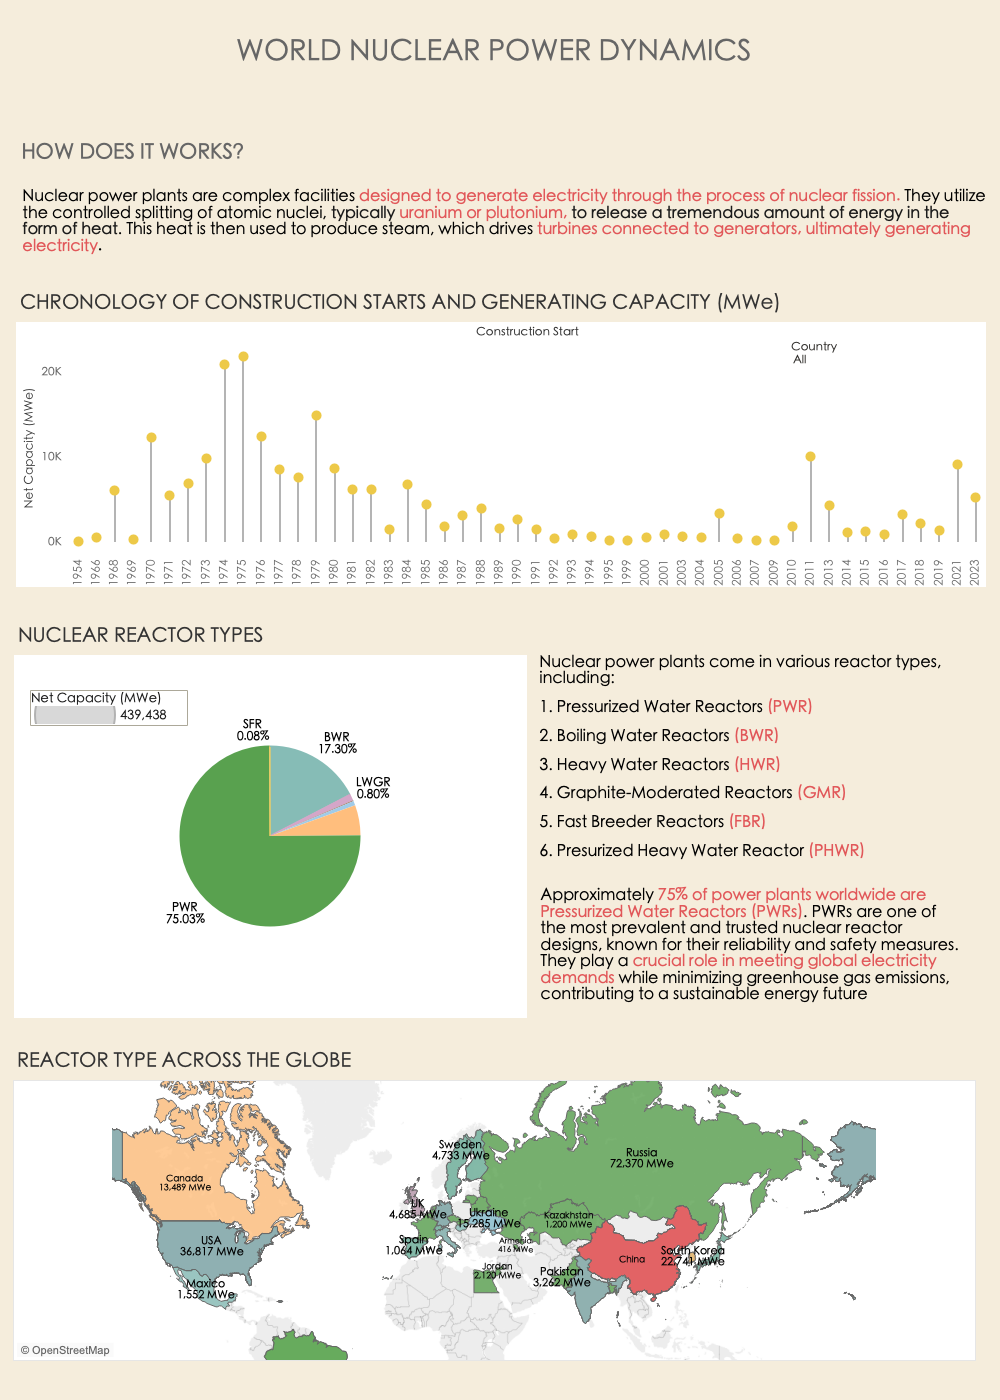 WORLD NUCLEAR POWER DYNAMICS
HOW DOES IT WORKS?
Nuclear power plants are complex facilities designed to generate electricity through the process of nuclear fission. They utilize
the controlled splitting of atomic nuclei, typically uranium or plutonium, to release a tremendous amount of energy in the
form of heat. This heat is then used to produce steam, which drives turbines connected to generators, ultimately generating
electricity.
CHRONOLOGY OF CONSTRUCTION STARTS AND GENERATING CAPACITY (MWe)
Construction Start
Country
All
Net Capacity (MWe)
20K
10K
0K
1954 1966 1968 1969 1970 1971 1972 1973 1974 1975 1976 1977 1978 1979 1980 1981 1982 1983 1984 1985 1986 1987 1988 1989 1990 1991 1992 1993 1994 1995 1999 2000 2001 2003 2004 2005 2006 2007 2009 2010 2011 2013 2014 2015 2016 2017 2018 2019 2021 2023
NUCLEAR REACTOR TYPES
Net Capacity (MWe)
439,438
SFR
0.08%
BWR
17.30%
LWGR
0.80%
PWR
75.03%
Nuclear power plants come in various reactor types,
including:
1. Pressurized Water Reactors (PWR)
2. Boiling Water Reactors (BWR)
3. Heavy Water Reactors (HWR)
4. Graphite-Moderated Reactors (GMR)
5. Fast Breeder Reactors (FBR)
6. Presurized Heavy Water Reactor (PHWR)
Approximately 75% of power plants worldwide are
Pressurized Water Reactors (PWRs). PWRs are one of
the most prevalent and trusted nuclear reactor
designs, known for their reliability and safety measures.
They play a crucial role in meeting global electricity
demands while minimizing greenhouse gas emissions,
contributing to a sustainable energy future
REACTOR TYPE ACROSS THE GLOBE
Sweden
4,733 MWe
Russia
72,370 MWe
Canada
13,489 MWe
UK
4,685 MWe
Ukraine
15,285 MWe
Kazakhstan
1,200 MWe
USA
36,817 MWe
Spain
1,064 MWe
Armenia
416 MWe
China
South Korea
22,741 MWe
Jordan
2,120 MWe
Pakistan
3,262 MWe
Maxico
1,552 MWe
© OpenStreetMap